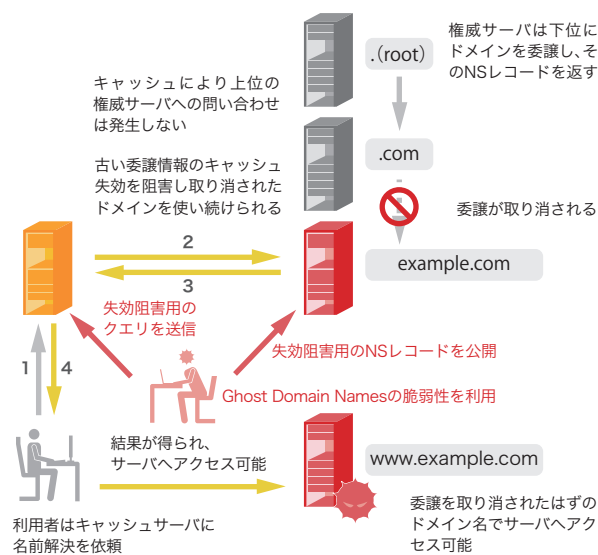 .(root)
権威サーバは下位に
ドメインを委譲し、そ
のNSレコードを返す
キャッシュにより上位の
権威サーバへの問い合わせ
は発生しない
.com
古い委譲情報のキャッシュ
失効を阻害し取り消された
ドメインを使い続けられる
委譲が取り消される
example.com
2
3
失効阻害用の
クエリを送信
失効阻害用のNSレコードを公開
1
4
Ghost Domain Namesの脆弱性を利用
結果が得られ、
サーバへアクセス可能
www.example.com
利用者はキャッシュサーバに
名前解決を依頼
委譲を取り消されたはずの
ドメイン名でサーバへアク
セス可能